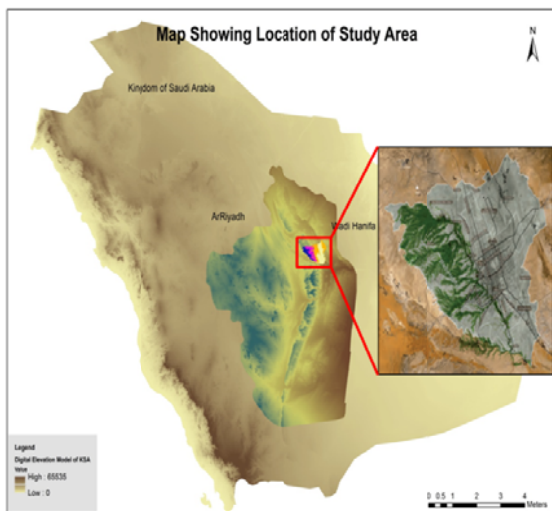 Map Showing Location of Study Area
N
Kindom of Saudi Arabia
ArRiyadh
Wadi Hanifa
Legend
Digital Elevation Model of KSA
Value
High : 65535
Low : 0
0 0.5 1 2 3 4
Meters